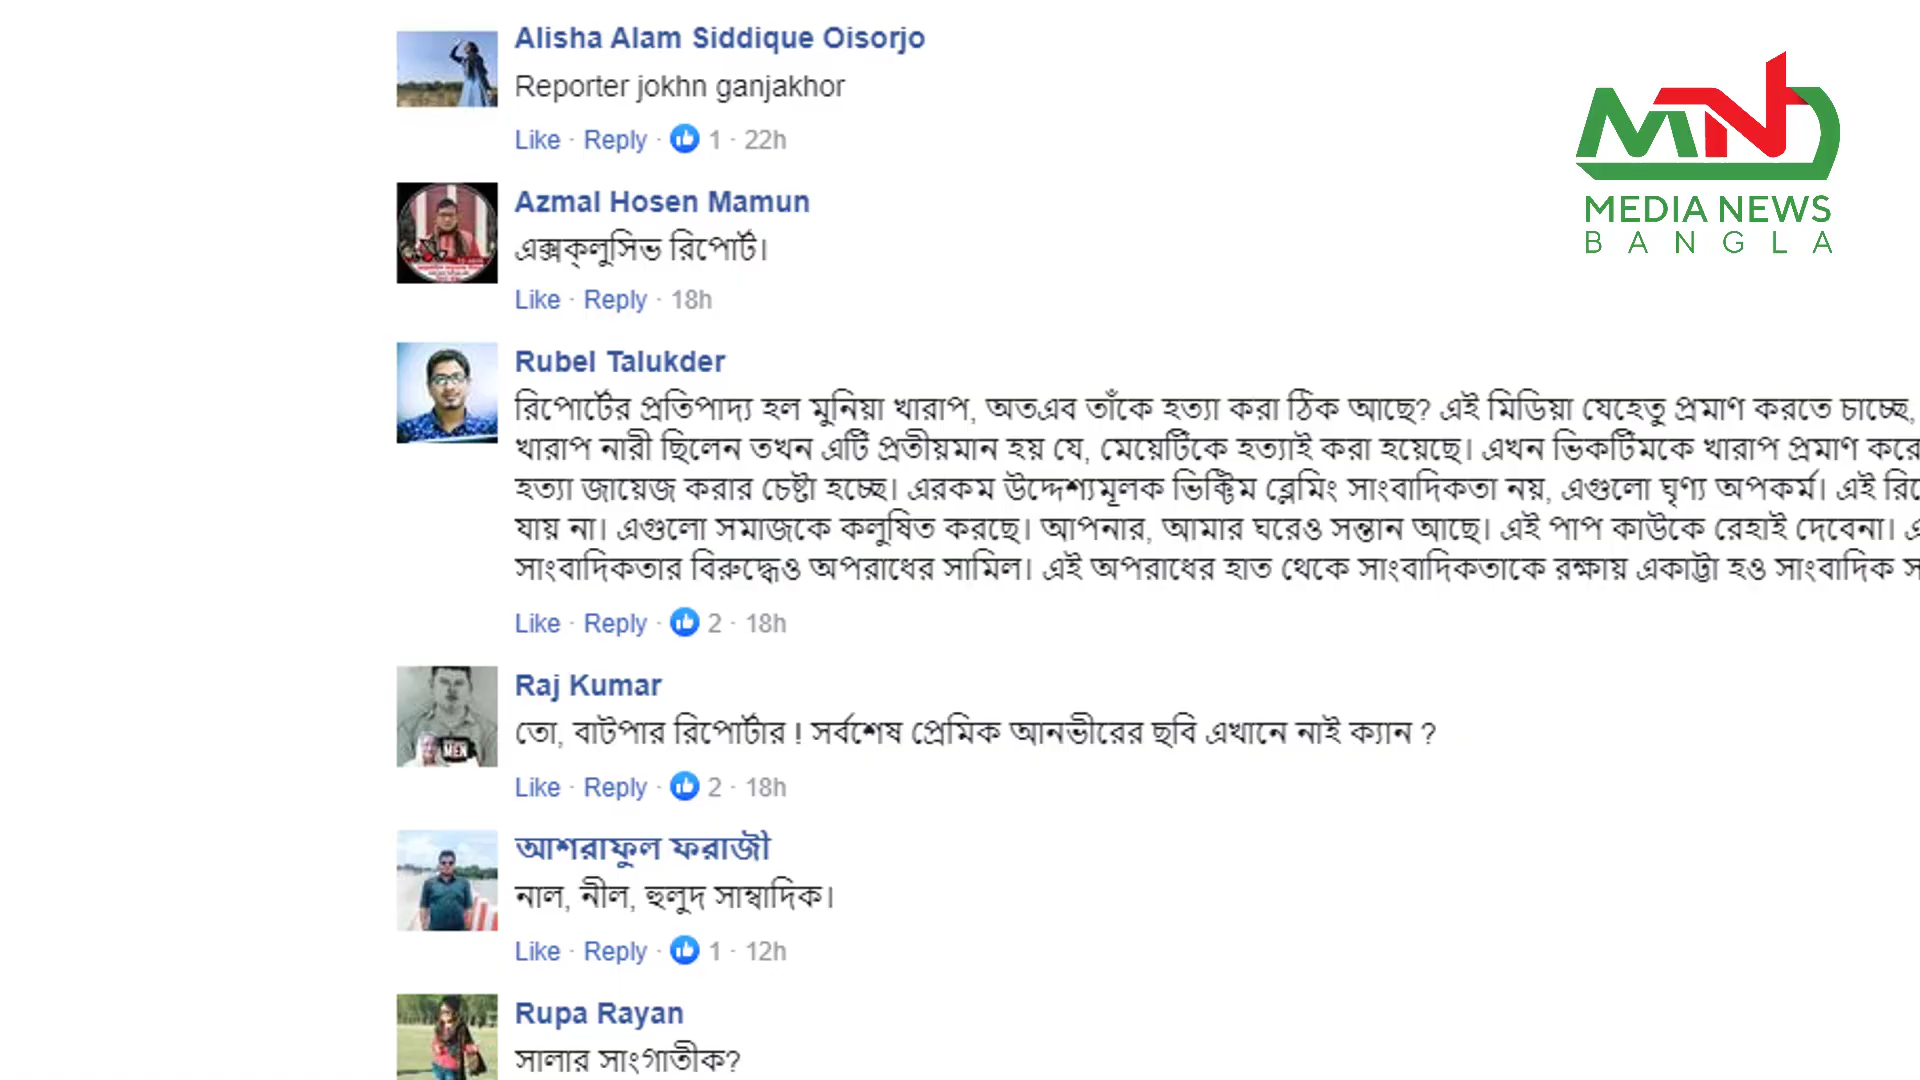 Alisha Alam Siddique Oisorjo
Reporter jokhn ganjakhor
Like · Reply · 1 · 22h
Azmal Hosen Mamun
এক্সক্লুসিভ রিপোর্ট।
Like · Reply · 18h
Rubel Talukder
রিপোর্টের প্রতিপাদ্য হল মুনিয়া খারাপ, অতএব তাঁকে হত্যা করা ঠিক আছে? এই মিডিয়া যেহেতু প্রমাণ করতে চাচ্ছে,
খারাপ নারী ছিলেন তখন এটি প্রতীয়মান হয় যে, মেয়েটিকে হত্যাই করা হয়েছে। এখন ভিকটিমকে খারাপ প্রমাণ করে
হত্যা জায়েজ করার চেষ্টা হচ্ছে। এরকম উদ্দেশ্যমূলক ভিক্টিম ব্লেমিং সাংবাদিকতা নয়, এগুলো ঘৃণ্য অপকর্ম। এই
যায় না। এগুলো সমাজকে কলুষিত করছে। আপনার, আমার ঘরেও সন্তান আছে। এই পাপ কাউকে রেহাই দেবেনা।
সাংবাদিকতার বিরুদ্ধেও অপরাধের সামিল। এই অপরাধের হাত থেকে সাংবাদিকতাকে রক্ষায় একাট্টা হও সাংবাদিক
Like · Reply · 2 · 18h
Raj Kumar
তো, বাটপার রিপোর্টার ! সর্বশেষ প্রেমিক আনভীরের ছবি এখানে নাই ক্যান ?
Like · Reply · 2 · 18h
আশরাফুল ফরাজী
নাল, নীল, হুলুদ সাম্বাদিক।
Like · Reply · 1 · 12h
Rupa Rayan
সালার সাংগাতীক?
MND
MEDIA NEWS
BANGLA
MEN